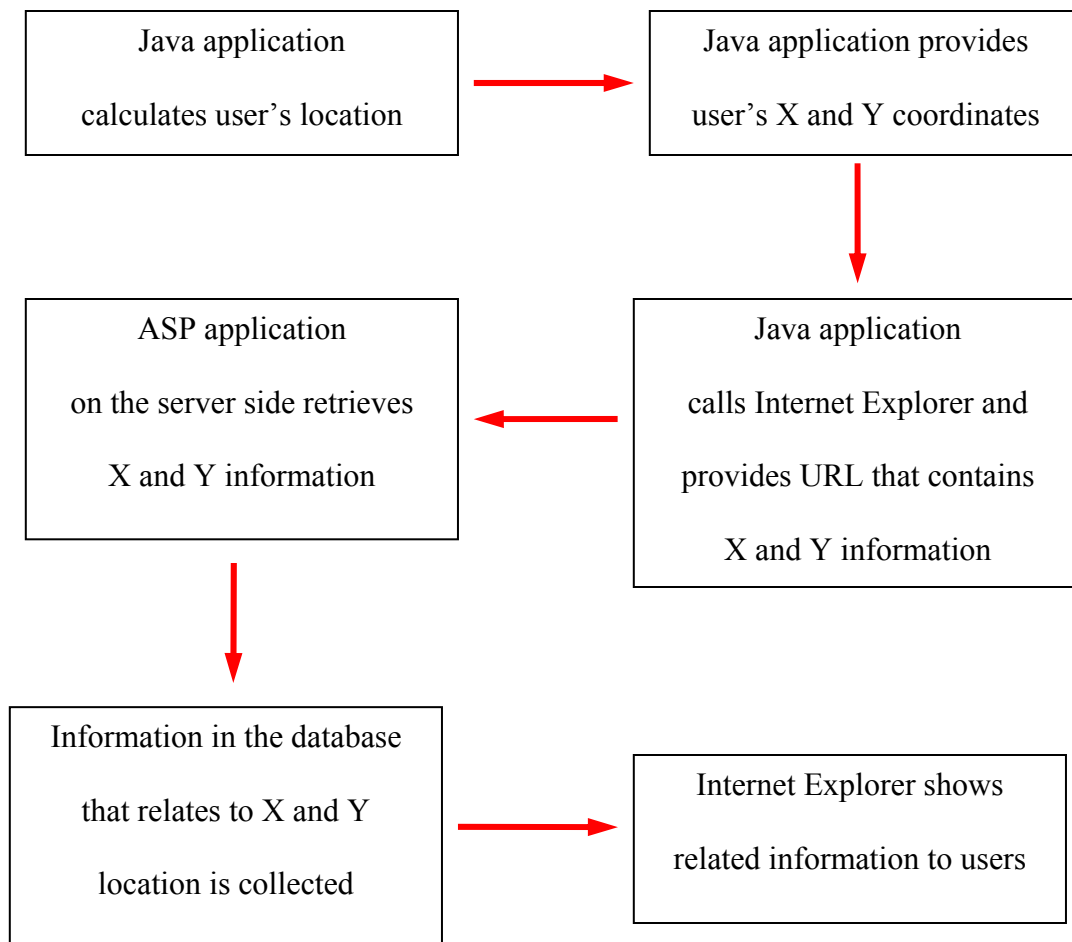 Java application
calculates user’s location
Java application provides
user’s X and Y coordinates
Java application
calls Internet Explorer and
provides URL that contains
X and Y information
ASP application
on the server side retrieves
X and Y information
Information in the database
that relates to X and Y
location is collected
Internet Explorer shows
related information to users